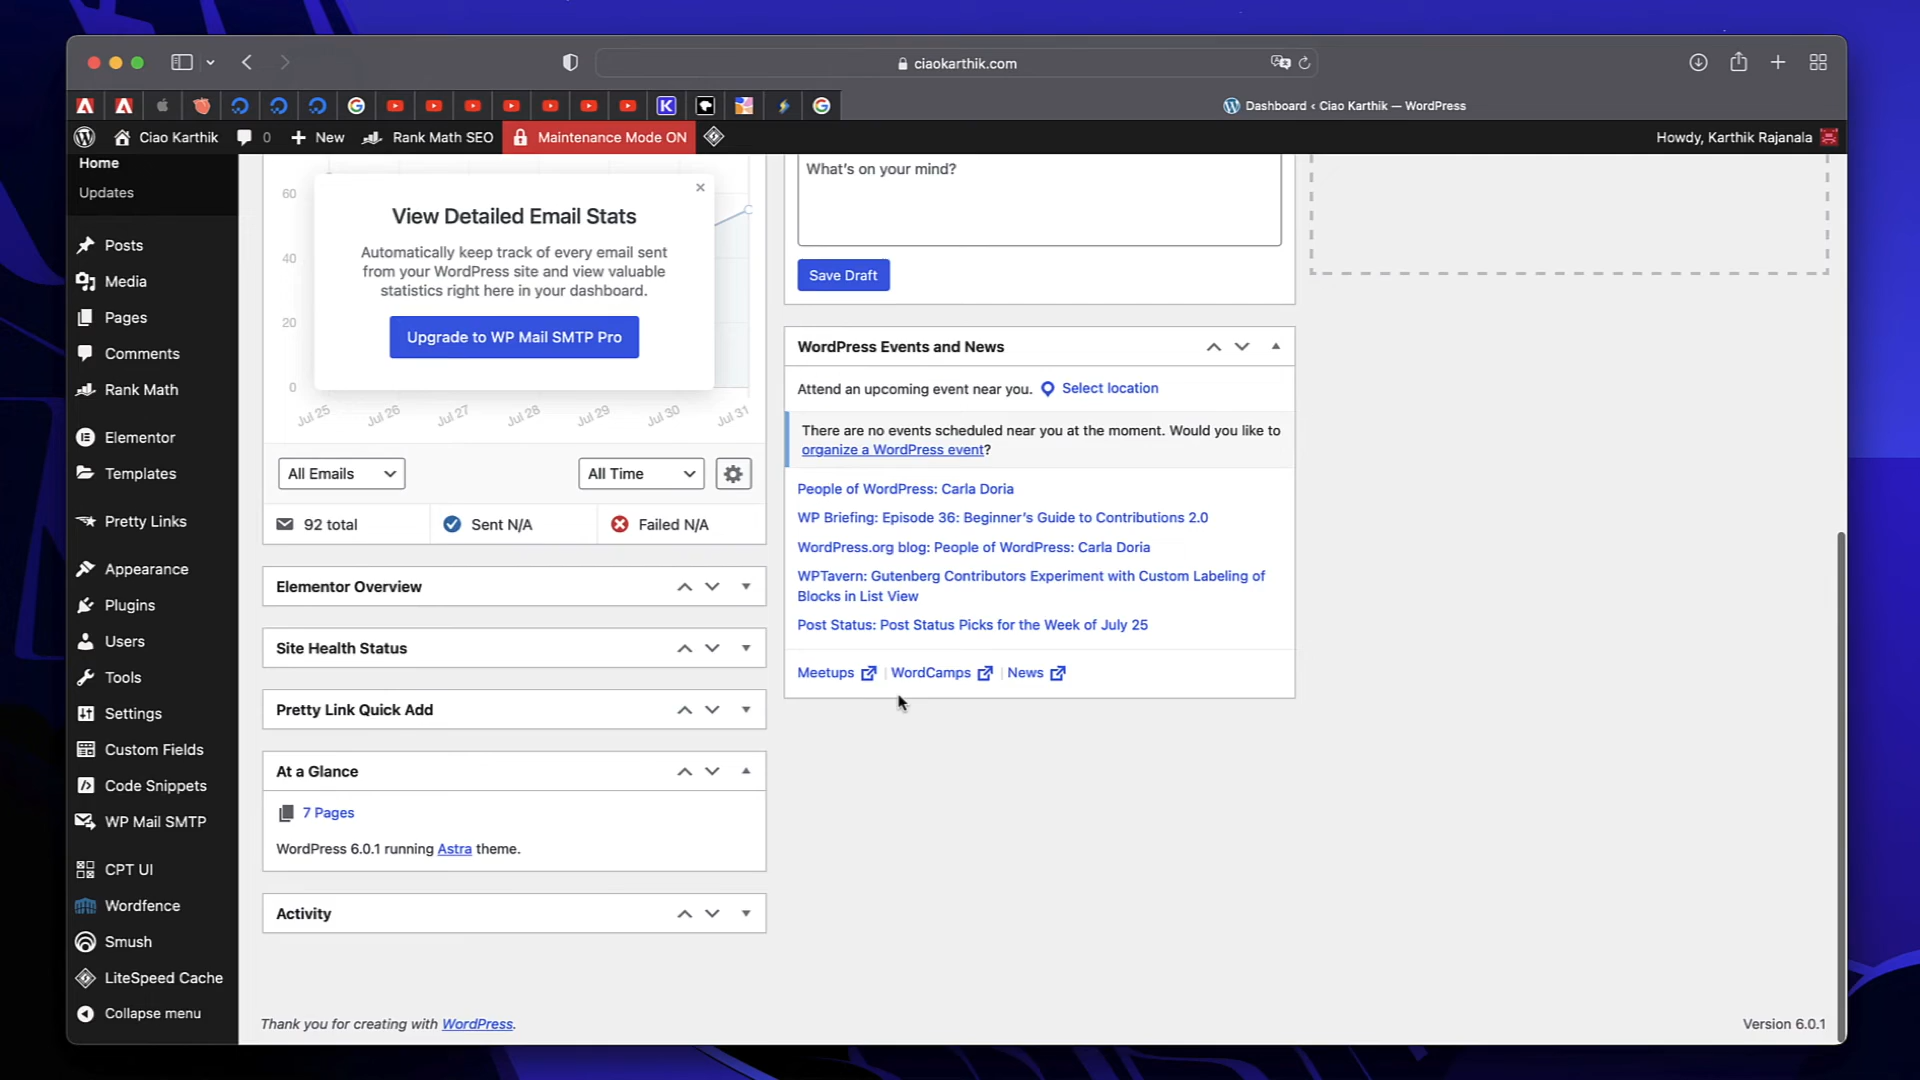 ciaokarthik.com
Dashboard < Ciao Karthik — WordPress
Ciao Karthik
0
New
Rank Math SEO
Maintenance Mode ON
Howdy, Karthik Rajanala
Home
Updates
Posts
Media
Pages
Comments
Rank Math
Elementor
Templates
Pretty Links
Appearance
Plugins
Users
Tools
Settings
Custom Fields
Code Snippets
WP Mail SMTP
CPT UI
Wordfence
Smush
LiteSpeed Cache
Collapse menu
60
40
20
0
View Detailed Email Stats
Automatically keep track of every email sent
from your WordPress site and view valuable
statistics right here in your dashboard.
Upgrade to WP Mail SMTP Pro
Jul 25
Jul 26
Jul 27
Jul 28
Jul 29
Jul 30
Jul 31
All Emails
All Time
92 total
Sent N/A
Failed N/A
Elementor Overview
Site Health Status
Pretty Link Quick Add
At a Glance
7 Pages
WordPress 6.0.1 running Astra theme.
Activity
What's on your mind?
Save Draft
WordPress Events and News
Attend an upcoming event near you. Select location
There are no events scheduled near you at the moment. Would you like to
organize a WordPress event?
People of WordPress: Carla Doria
WP Briefing: Episode 36: Beginner's Guide to Contributions 2.0
WordPress.org blog: People of WordPress: Carla Doria
WPTavern: Gutenberg Contributors Experiment with Custom Labeling of
Blocks in List View
Post Status: Post Status Picks for the Week of July 25
Meetups | WordCamps | News
Thank you for creating with WordPress.
Version 6.0.1